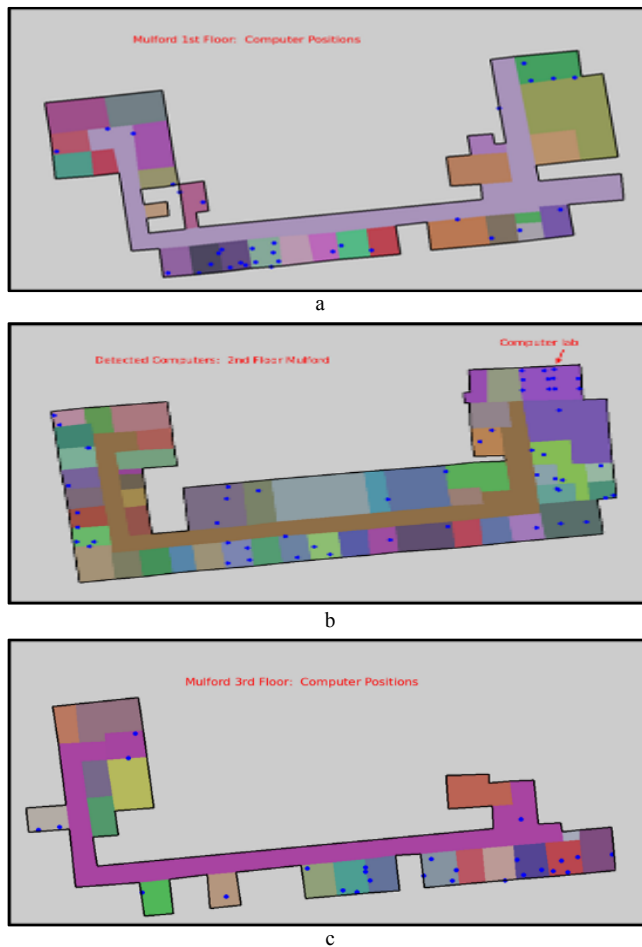 Mulford 1st Floor: Computer Positions
a
Computer lab
Detected Computers: 2nd Floor Mulford
b
Mulford 3rd Floor: Computer Positions
c